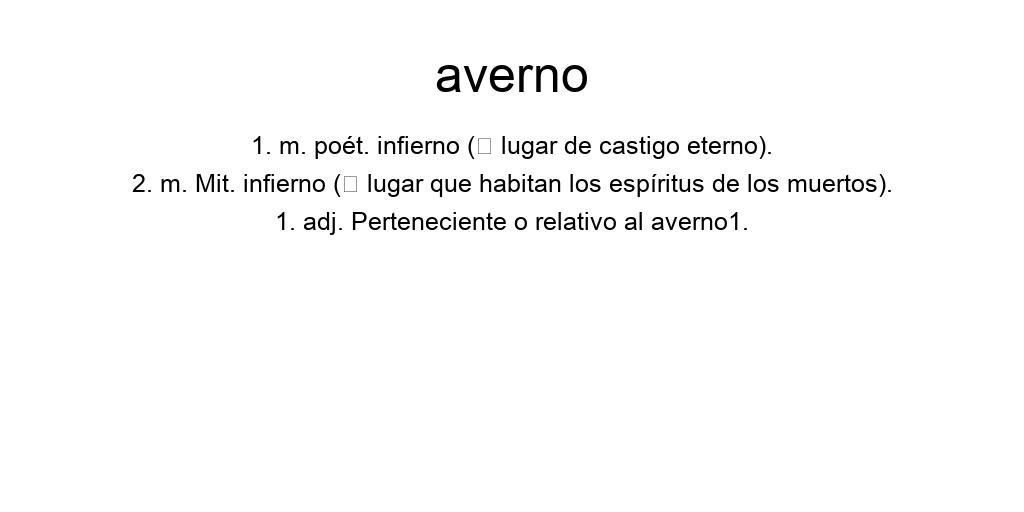 averno
1. m. poét. infierno (□ lugar de castigo eterno).
2. m. Mit. infierno (□ lugar que habitan los espíritus de los muertos).
1. adj. Perteneciente o relativo al averno1.